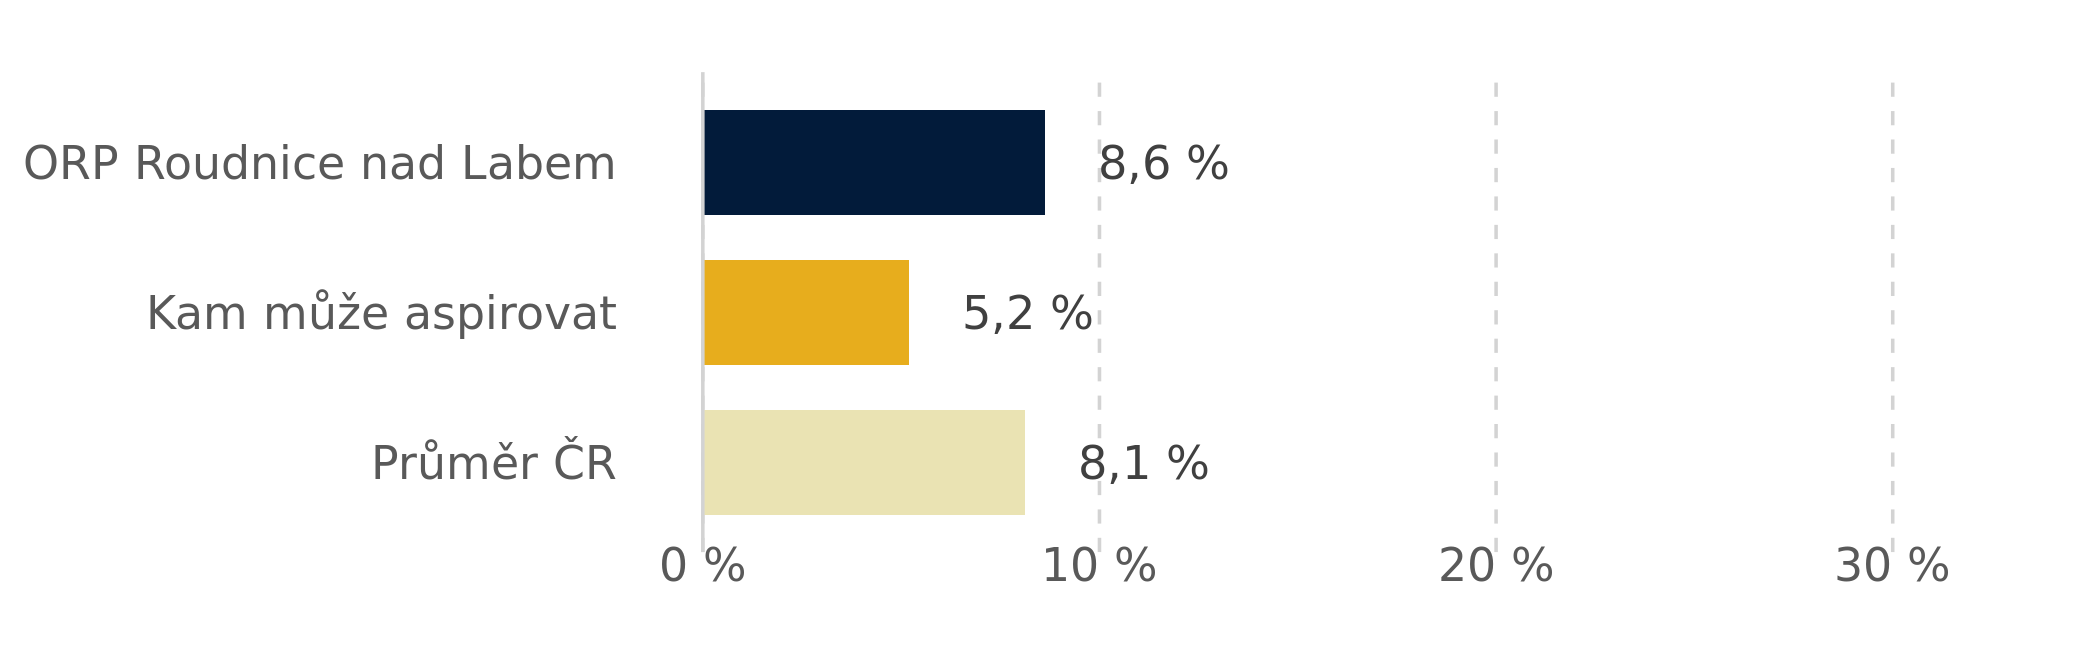 ORP Roudnice nad Labem 8,6 %
Kam může aspirovat 5,2 %
Průměr ČR 8,1 %
0 % 10 % 20 % 30 %